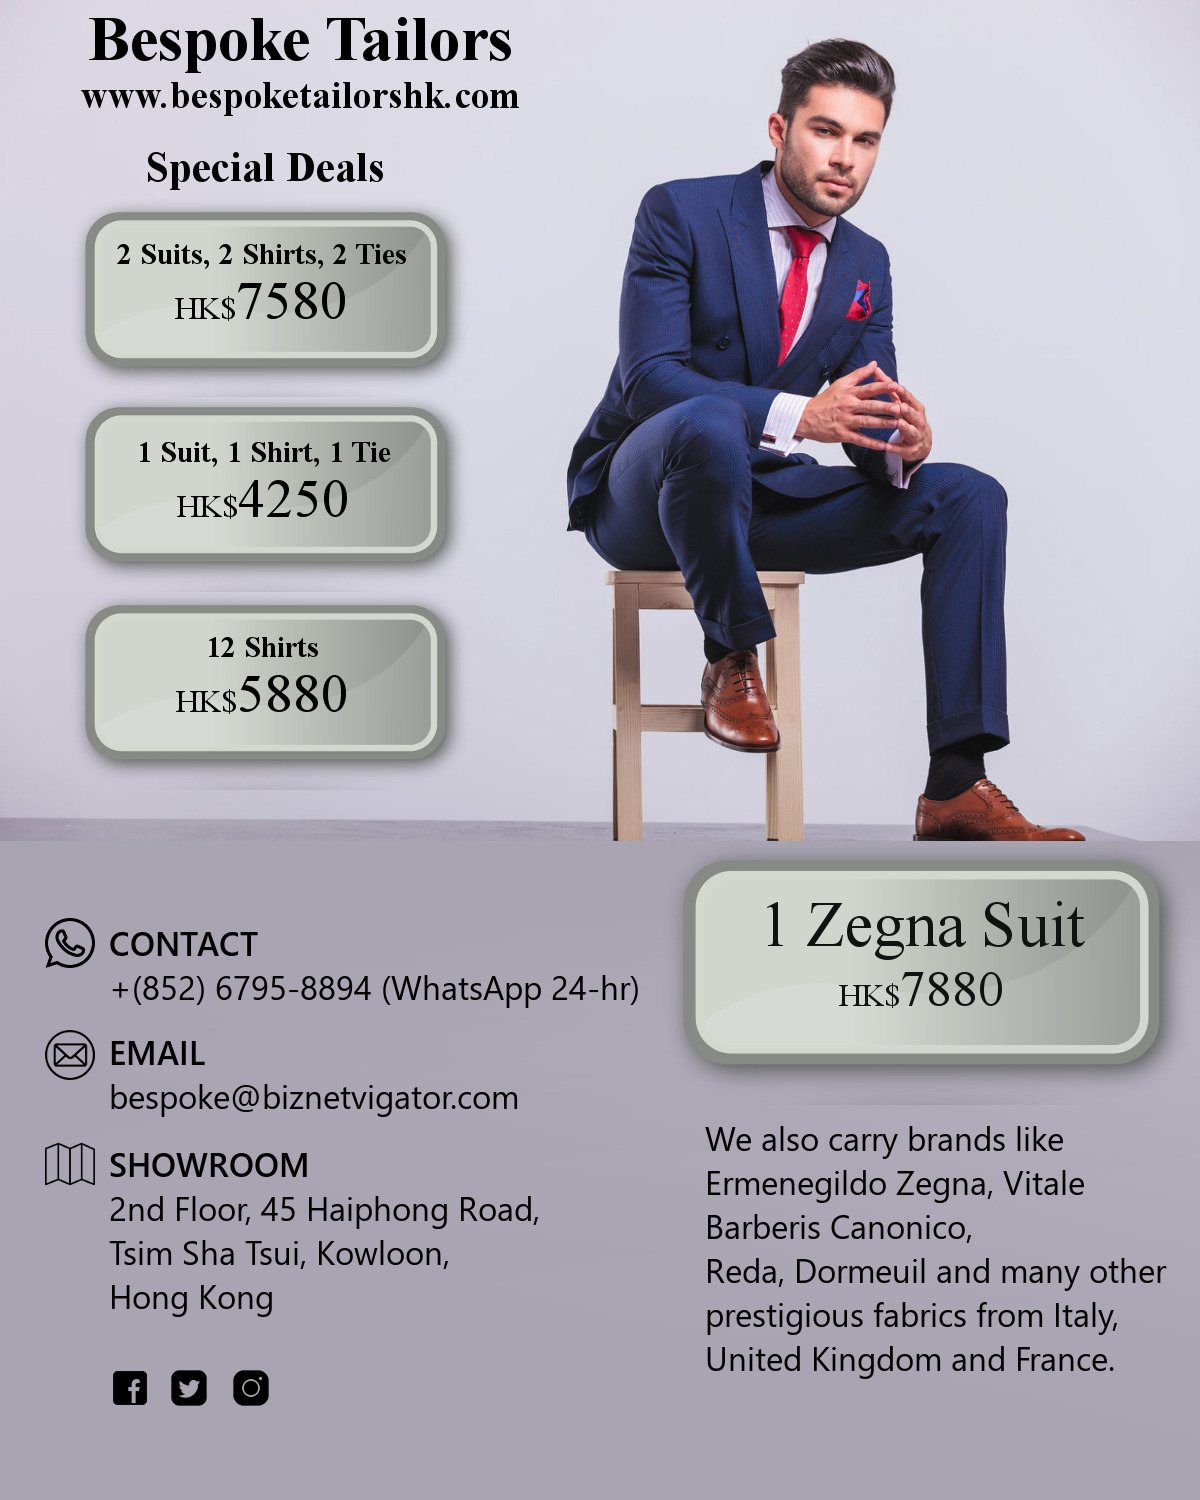 Bespoke Tailors
www.bespoketailorshk.com
Special Deals
2 Suits, 2 Shirts, 2 Ties
HK$7580
1 Suit, 1 Shirt, 1 Tie
HK$4250
12 Shirts
HK$5880
CONTACT
+(852) 6795-8894 (WhatsApp 24-hr)
EMAIL
bespoke@biznetvigator.com
SHOWROOM
2nd Floor, 45 Haiphong Road,
Tsim Sha Tsui, Kowloon,
Hong Kong
1 Zegna Suit
HK$7880
We also carry brands like
Ermenegildo Zegna, Vitale
Barberis Canonico,
Reda, Dormeuil and many other
prestigious fabrics from Italy,
United Kingdom and France.